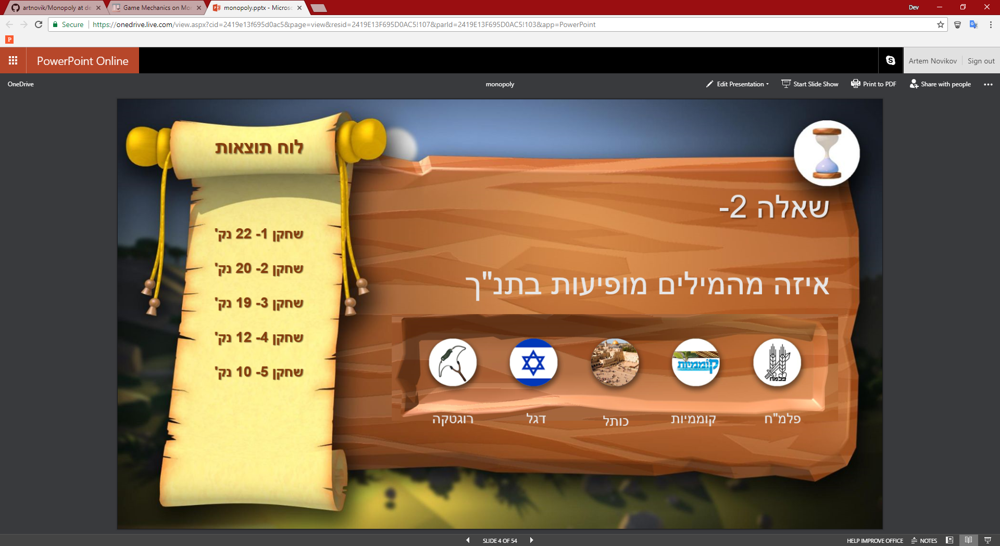 artnovik/Monopoly at de
Game Mechanics on Mo
monopoly.pptx - Microso
Dev
Secure
https://onedrive.live.com/view.aspx?cid=2419e13f695d0ac5&page=view&resid=2419E13F695D0AC5!107&parId=2419E13F695D0AC5!103&app=PowerPoint
P
PowerPoint Online
Artem Novikov
Sign out
OneDrive
monopoly
Edit Presentation
Start Slide Show
Print to PDF
Share with people
לוח תוצאות
שחקן 1- 22 נק'
שחקן 2- 20 נק'
שחקן 3- 19 נק'
שחקן 4- 12 נק'
שחקן 5- 10 נק'
שאלה 2-
איזה מהמילים מופיעות בתנ"ך
פלמח
קוממיות
פלמ"ח
קוממיות
כותל
דגל
רוגטקה
SLIDE 4 OF 54
HELP IMPROVE OFFICE
NOTES